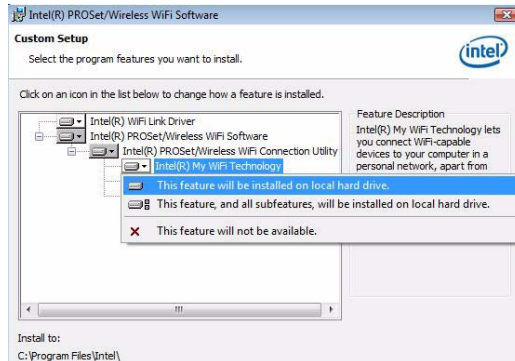 Intel(R) PROSet/Wireless WiFi Software
Custom Setup
Select the program features you want to install.
intel
Click on an icon in the list below to change how a feature is installed.
Intel(R) WiFi Link Driver
Intel(R) PROSet/Wireless WiFi Software
Intel(R) PROSet/Wireless WiFi Connection Utility
Intel(R) My WiFi Technology
This feature will be installed on local hard drive.
This feature, and all subfeatures, will be installed on local hard drive.
This feature will not be available.
Feature Description
Intel(R) My WiFi Technology lets
you connect WiFi-capable
devices to your computer in a
personal network, apart from
Install to:
C:\Program Files\Intel\